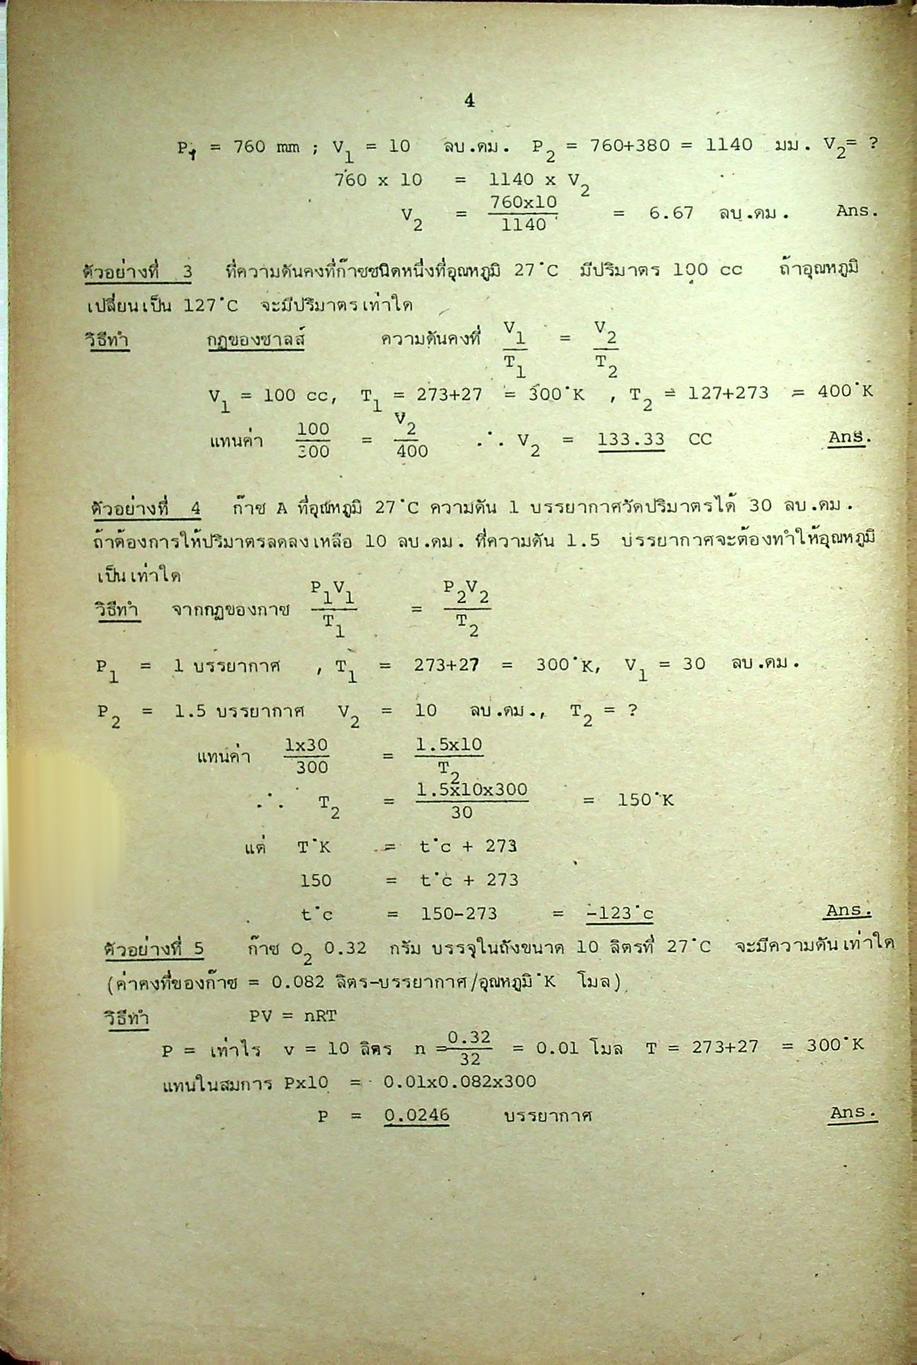 4
P₁ = 760 mm ; V₁ = 10 ลบ.ดม. P₂ = 760+380 = 1140 มม. V₂= ?
760 x 10 = 1140 x V₂
V₂ = 760x10/1140 = 6.67 ลบ.ดม. Ans.
ตัวอย่างที่ 3 ที่ความดันคงที่ก๊าซชนิดหนึ่งที่อุณหภูมิ 27°C มีปริมาตร 100 cc ถ้าอุณหภูมิ
เปลี่ยนเป็น 127°C จะมีปริมาตรเท่าใด
วิธีทำ กฎของชาลส์ ความดันคงที่ V₁/T₁ = V₂/T₂
V₁ = 100 cc, T₁ = 273+27 = 300°K , T₂ = 127+273 = 400°K
แทนค่า 100/300 = V₂/400 ∴ V₂ = 133.33 CC Ans.
ตัวอย่างที่ 4 ก๊าซ A ที่อุณหภูมิ 27°C ความดัน 1 บรรยากาศวัดปริมาตรได้ 30 ลบ.ดม.
ถ้าต้องการให้ปริมาตรลดลงเหลือ 10 ลบ.ดม. ที่ความดัน 1.5 บรรยากาศจะต้องทำให้อุณหภูมิ
เป็นเท่าใด
วิธีทำ จากกฎของกาซ P₁V₁/T₁ = P₂V₂/T₂
P₁ = 1 บรรยากาศ , T₁ = 273+27 = 300°K, V₁ = 30 ลบ.ดม.
P₂ = 1.5 บรรยากาศ V₂ = 10 ลบ.ดม., T₂ = ?
แทนค่า 1x30/300 = 1.5x10/T₂
∴ T₂ = 1.5x10x300/30 = 150°K
แต่ T°K = t°c + 273
150 = t°c + 273
t°c = 150-273 = -123°c Ans.
ตัวอย่างที่ 5 ก๊าซ O₂ 0.32 กรัม บรรจุในถังขนาด 10 ลิตรที่ 27°C จะมีความดันเท่าใด
(ค่าคงที่ของก๊าซ = 0.082 ลิตร-บรรยากาศ/อุณหภูมิ°K โมล)
วิธีทำ PV = nRT
P = เท่าไร v = 10 ลิตร n = 0.32/32 = 0.01 โมล T = 273+27 = 300°K
แทนในสมการ Px10 = 0.01x0.082x300
P = 0.0246 บรรยากาศ Ans.